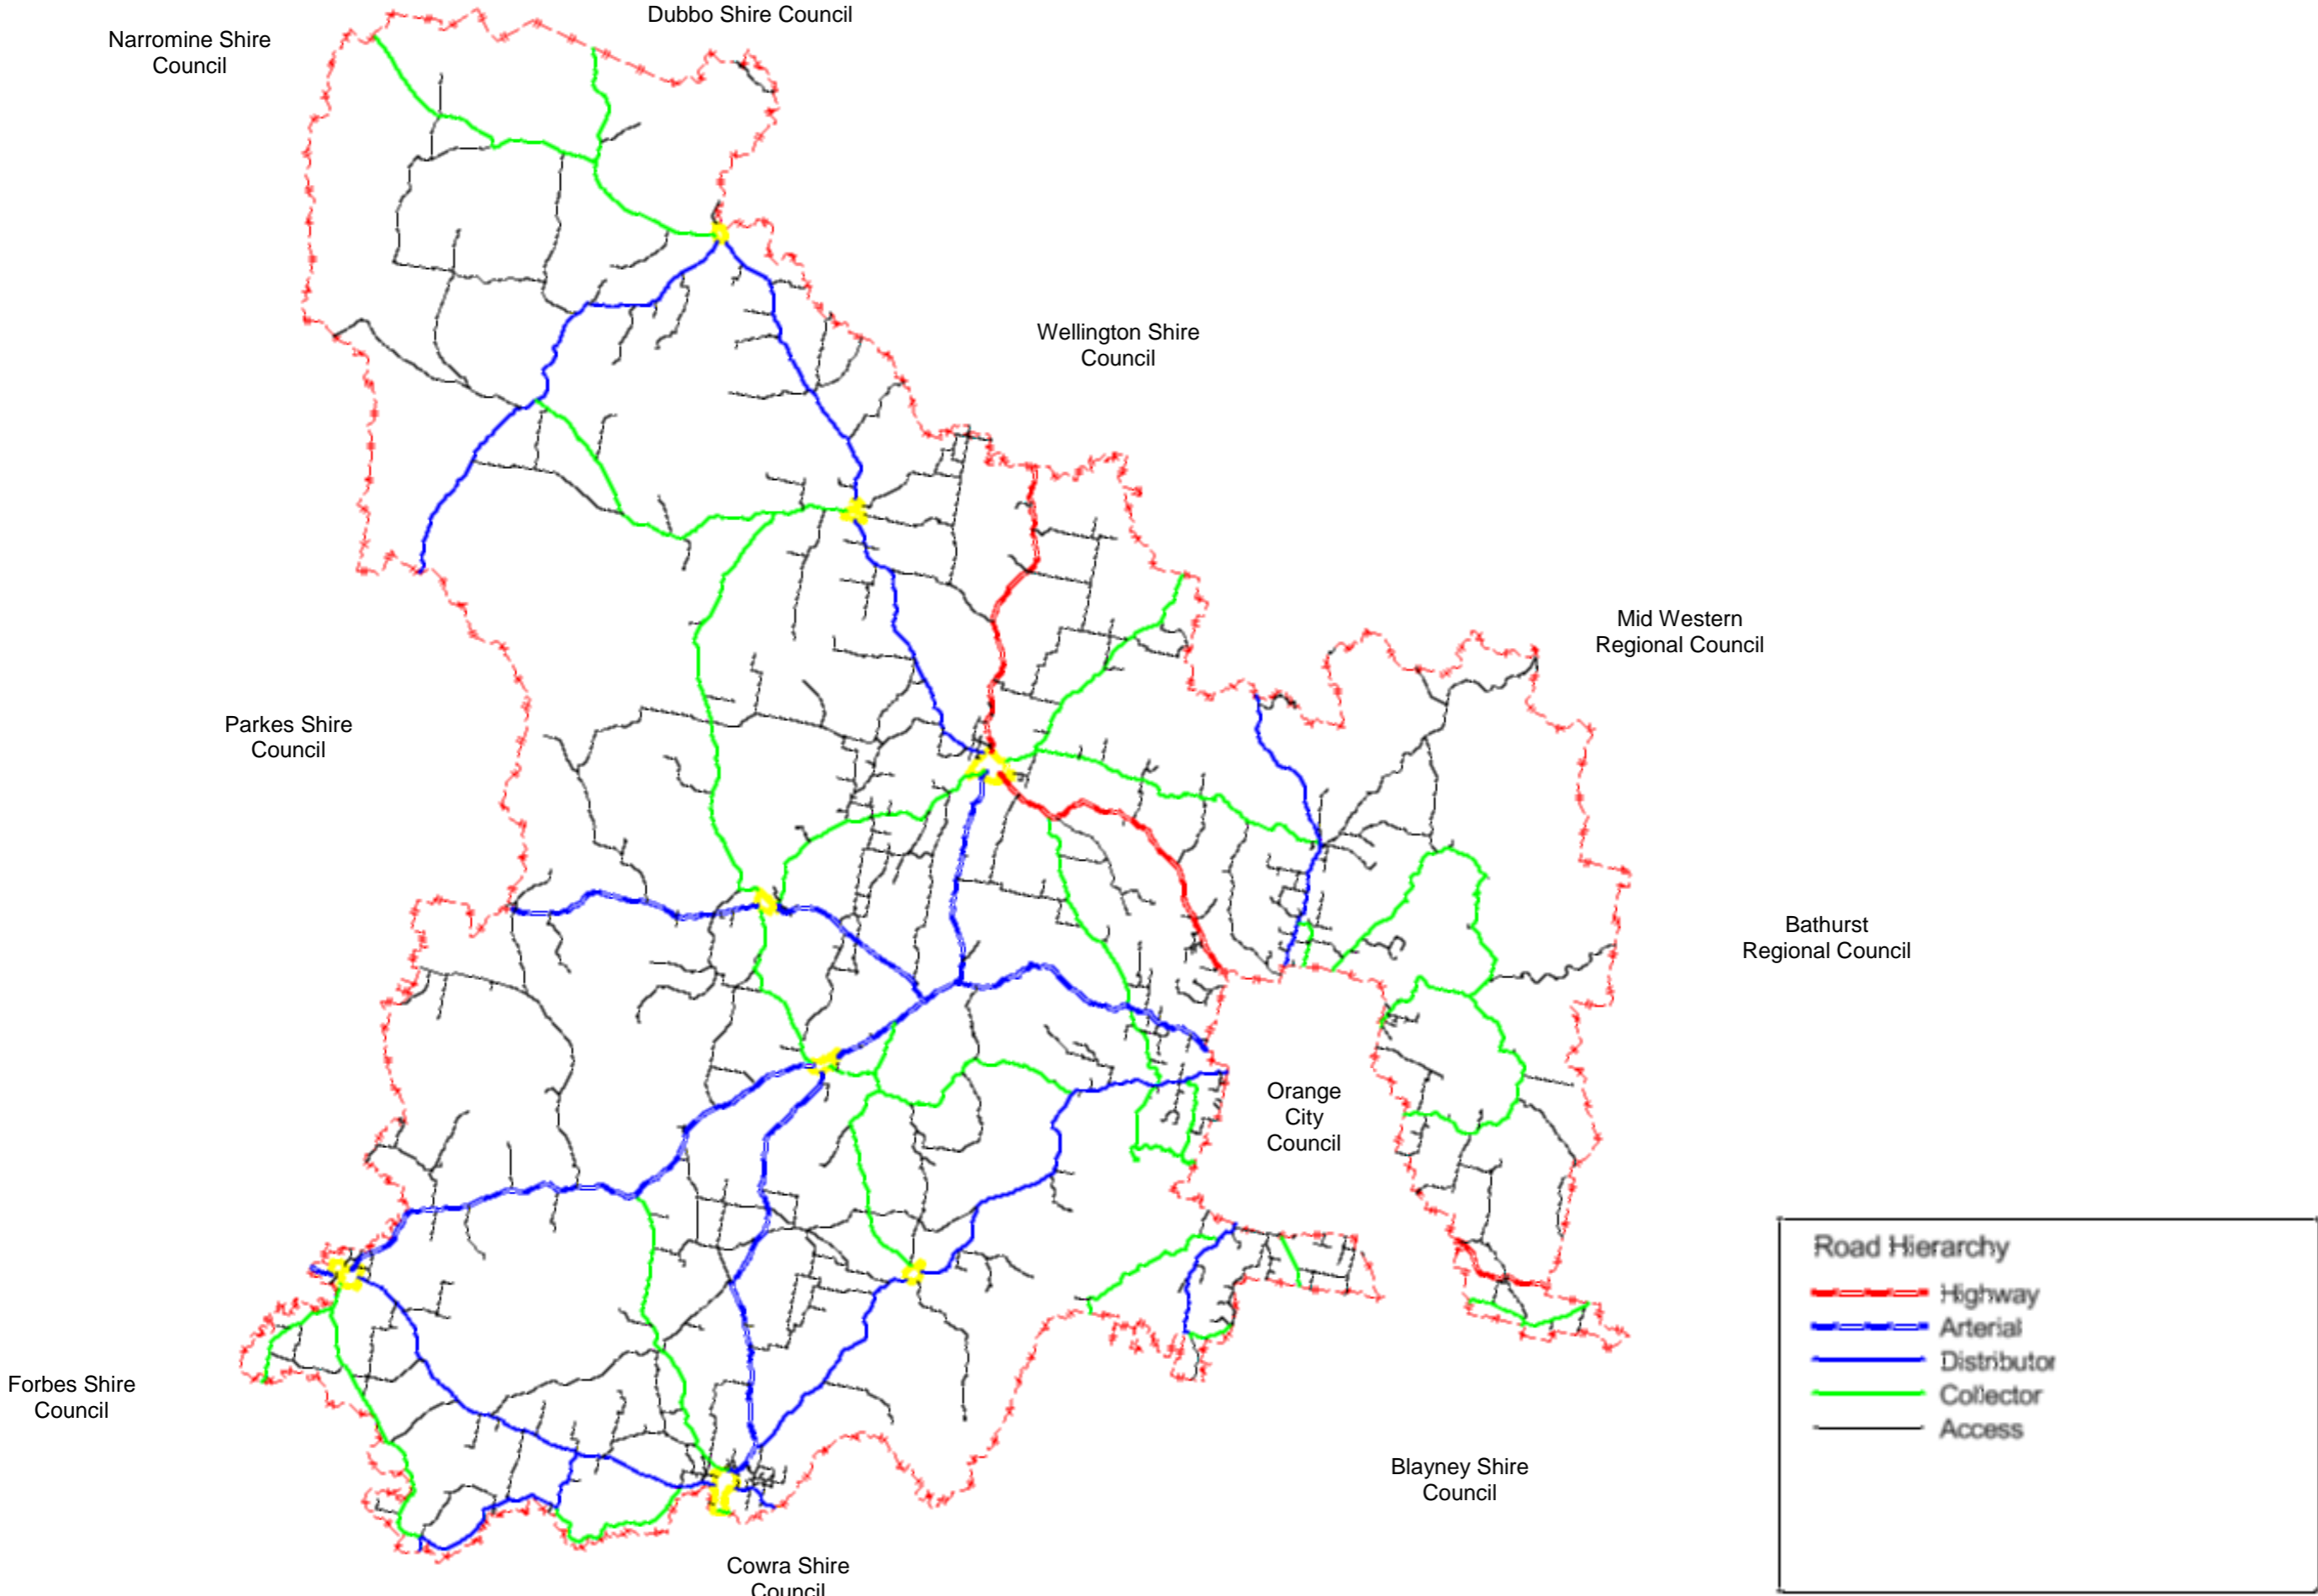 Dubbo Shire Council
Narromine Shire
Council
Wellington Shire
Council
Mid Western
Regional Council
Parkes Shire
Council
Bathurst
Regional Council
Orange
City
Council
Road Hierarchy
Highway
Arterial
Distributor
Collector
Access
Forbes Shire
Council
Blayney Shire
Council
Cowra Shire
Council